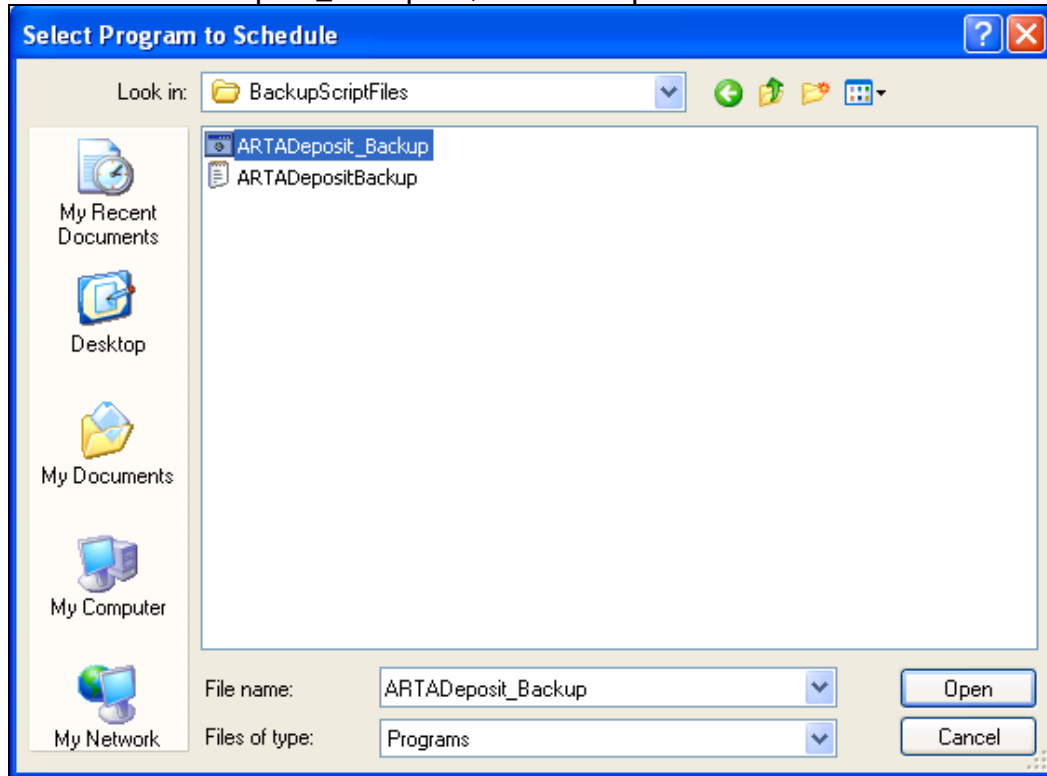 Select Program to Schedule
Look in: BackupScriptFiles
ARTADeposit_Backup
ARTADepositBackup
My Recent
Documents
Desktop
My Documents
My Computer
My Network
File name: ARTADeposit_Backup Open
Files of type: Programs Cancel